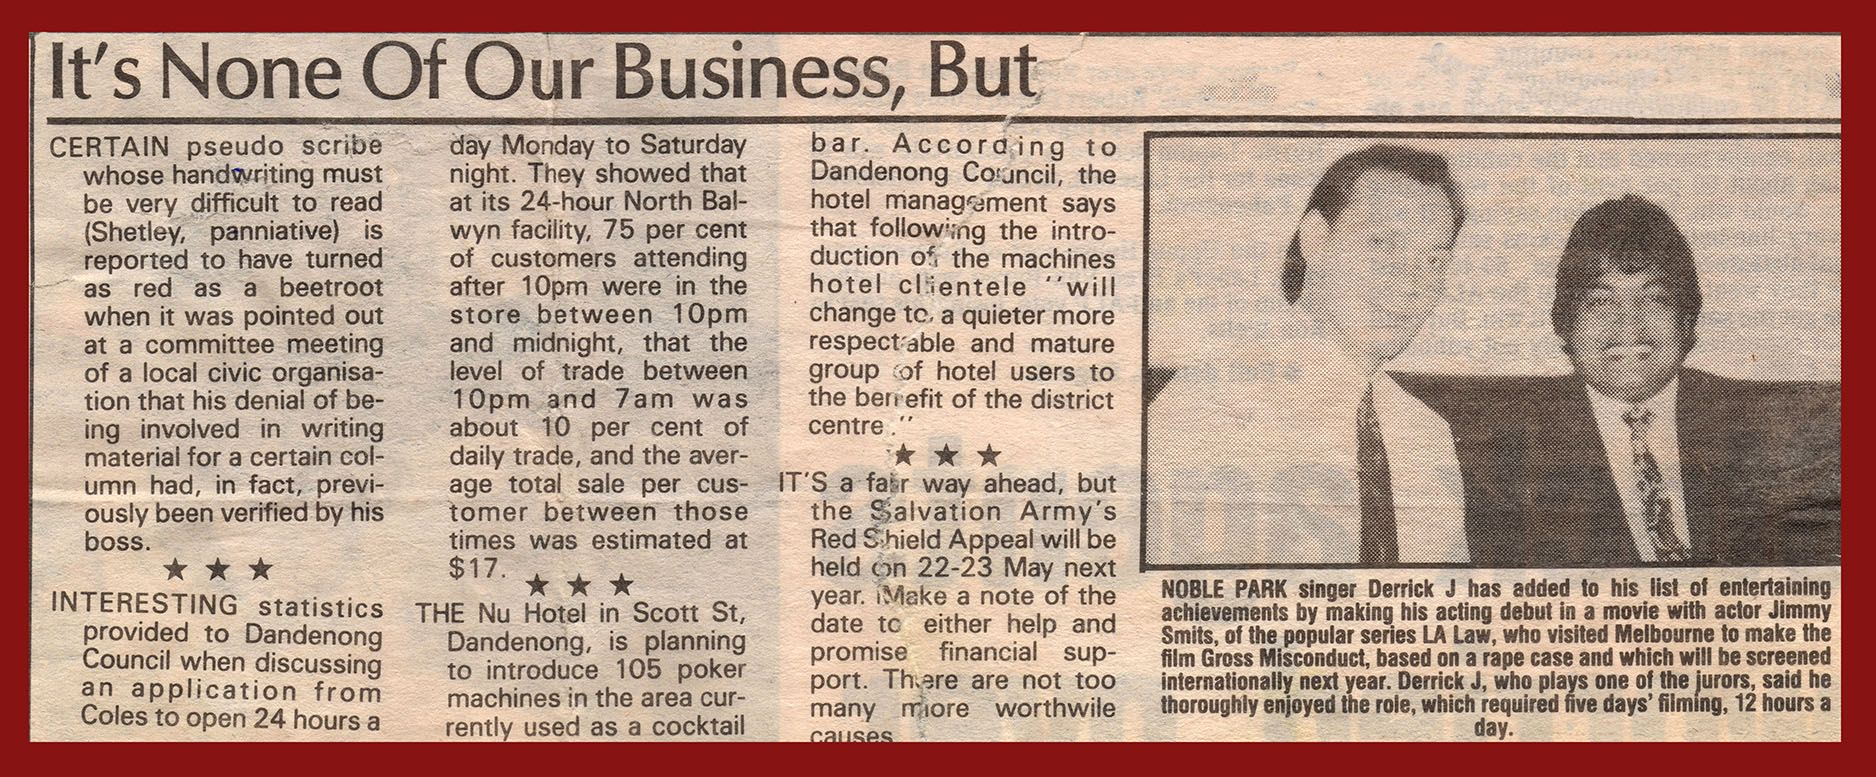 It's None Of Our Business, But
CERTAIN pseudo scribe
whose handwriting must
be very difficult to read
(Shetley, panniative) is
reported to have turned
as red as a beetroot
when it was pointed out
at a committee meeting
of a local civic organisa-
tion that his denial of be-
ing involved in writing
material for a certain col-
umn had, in fact, previ-
ously been verified by his
boss.
★ ★ ★
INTERESTING statistics
provided to Dandenong
Council when discussing
an application from
Coles to open 24 hours a
day Monday to Saturday
night. They showed that
at its 24-hour North Bal-
wyn facility, 75 per cent
of customers attending
after 10pm were in the
store between 10pm
and midnight, that the
level of trade between
10pm and 7am was
about 10 per cent of
daily trade, and the aver-
age total sale per cus-
tomer between those
times was estimated at
$17.
★ ★ ★
THE Nu Hotel in Scott St,
Dandenong, is planning
to introduce 105 poker
machines in the area cur-
rently used as a cocktail
bar. According to
Dandenong Council, the
hotel management says
that following the intro-
duction of the machines
hotel clientele "will
change to a quieter more
respectable and mature
group of hotel users to
the benefit of the district
centre."
★ ★ ★
IT'S a fair way ahead, but
the Salvation Army's
Red Shield Appeal will be
held on 22-23 May next
year. Make a note of the
date to either help and
promise financial sup-
port. There are not too
many more worthwhile
causes
NOBLE PARK singer Derrick J has added to his list of entertaining
achievements by making his acting debut in a movie with actor Jimmy
Smits, of the popular series LA Law, who visited Melbourne to make the
film Gross Misconduct, based on a rape case and which will be screened
internationally next year. Derrick J, who plays one of the jurors, said he
thoroughly enjoyed the role, which required five days' filming, 12 hours a
day.